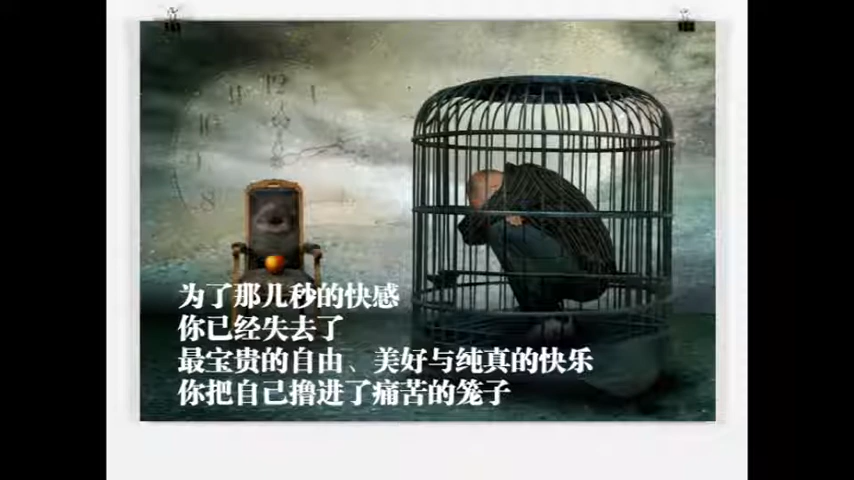 为了那几秒的快感
你已经失去了
最宝贵的自由、美好与纯真的快乐
你把自己撸进了痛苦的笼子